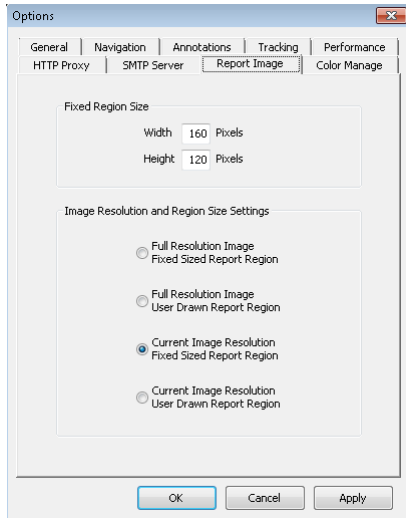 Options
General Navigation Annotations Tracking Performance
HTTP Proxy SMTP Server Report Image Color Manage
Fixed Region Size
Width 160 Pixels
Height 120 Pixels
Image Resolution and Region Size Settings
Full Resolution Image
Fixed Sized Report Region
Full Resolution Image
User Drawn Report Region
Current Image Resolution
Fixed Sized Report Region
Current Image Resolution
User Drawn Report Region
OK Cancel Apply